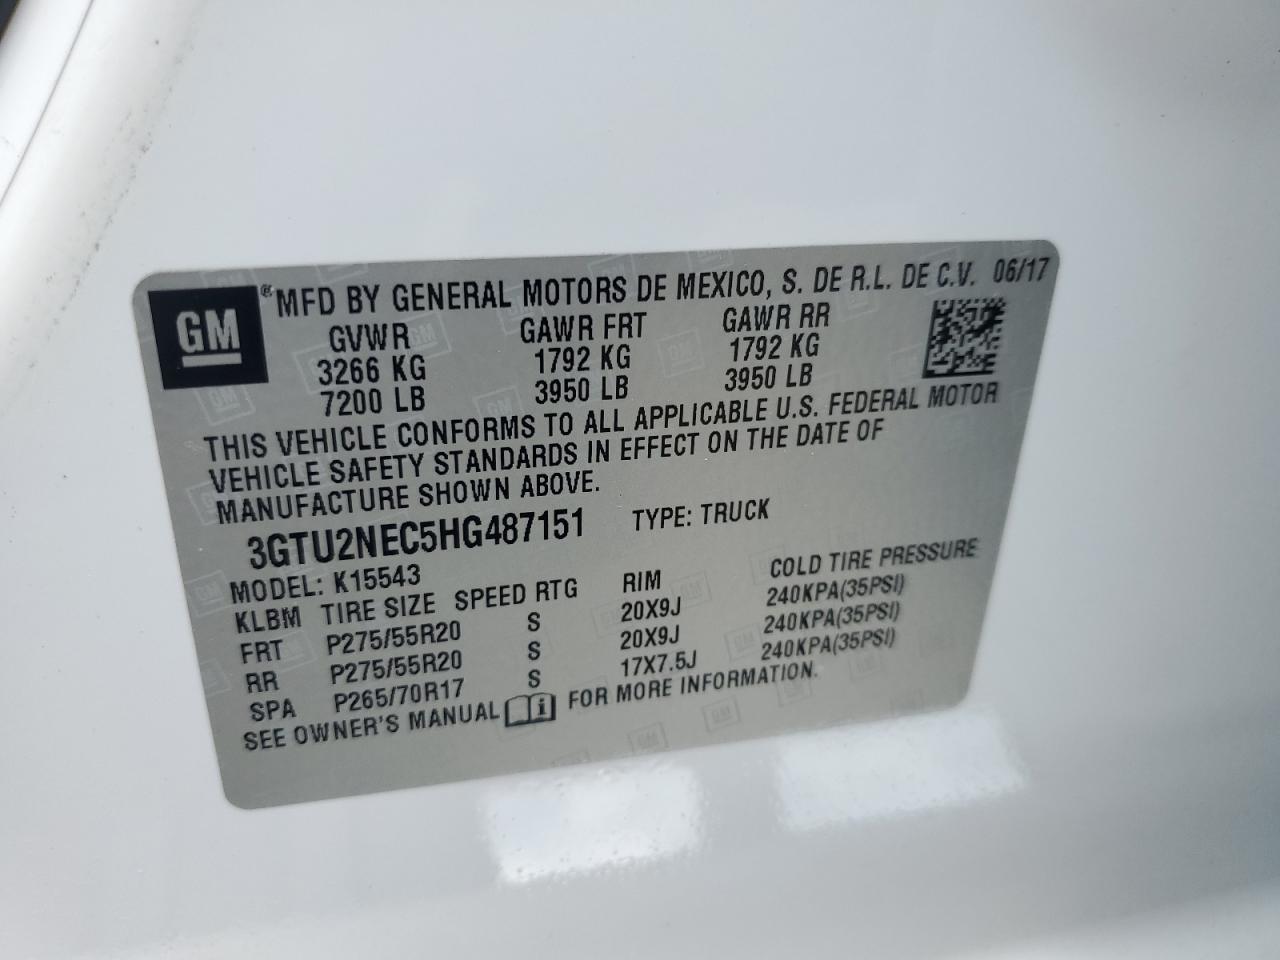 GM ®MFD BY GENERAL MOTORS DE MEXICO, S. DE R.L. DE C.V. 06/17
GVWR GAWR FRT GAWR RR
3266 KG 1792 KG 1792 KG
7200 LB 3950 LB 3950 LB
THIS VEHICLE CONFORMS TO ALL APPLICABLE U.S. FEDERAL MOTOR
VEHICLE SAFETY STANDARDS IN EFFECT ON THE DATE OF
MANUFACTURE SHOWN ABOVE.
3GTU2NEC5HG487151 TYPE: TRUCK
MODEL: K15543
KLBM TIRE SIZE SPEED RTG RIM COLD TIRE PRESSURE
FRT P275/55R20 S 20X9J 240KPA(35PSI)
RR P275/55R20 S 20X9J 240KPA(35PSI)
SPA P265/70R17 S 17X7.5J 240KPA(35PSI)
SEE OWNER'S MANUAL i FOR MORE INFORMATION.